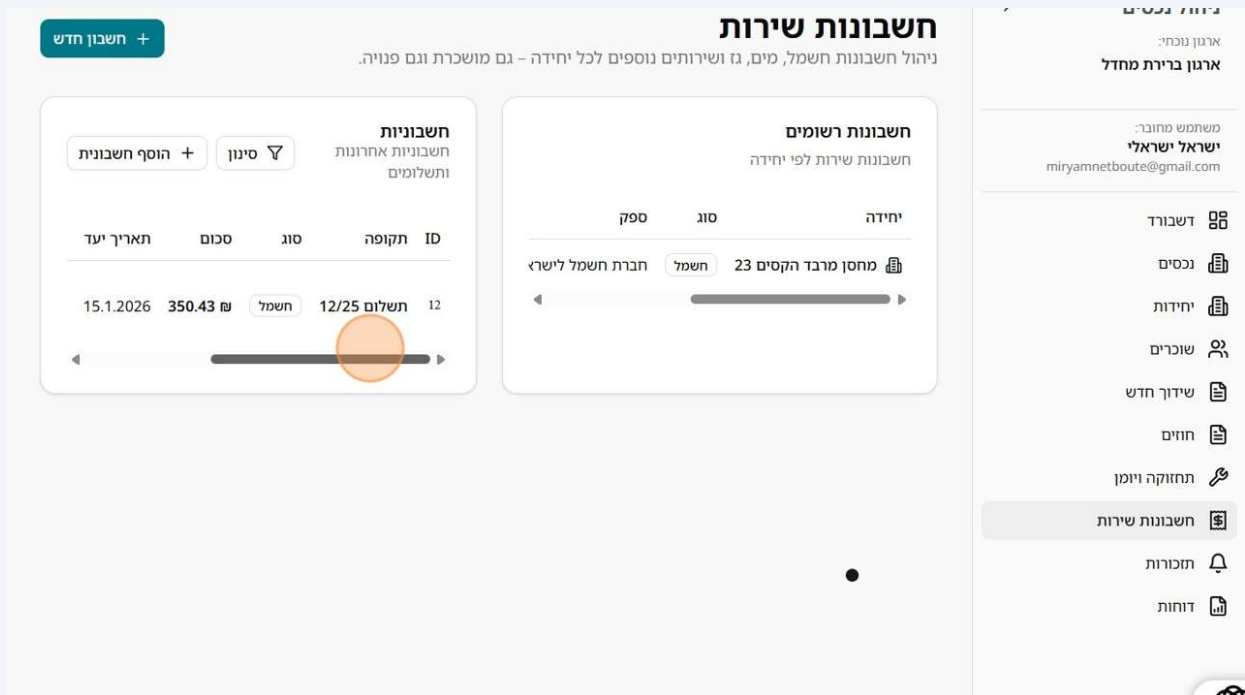 ניהול נכסים
ארגון נוכחי:
ארגון ברירת מחדל
משתמש מחובר:
ישראל ישראלי
miryamnetboute@gmail.com
דשבורד
נכסים
יחידות
שוכרים
שידוך חדש
חוזים
תחזוקה ויומן
חשבונות שירות
תזכורות
דוחות
חשבונות שירות
ניהול חשבונות חשמל, מים, גז ושירותים נוספים לכל יחידה – גם מושכרת וגם פנויה.
+ חשבון חדש
חשבונות רשומים
חשבונות שירות לפי יחידה
יחידה סוג ספק
מחסן מרבד הקסים 23 חשמל חברת חשמל לישרא
חשבוניות
חשבוניות אחרונות
ותשלומים
סינון
+ הוסף חשבונית
ID תקופה סוג סכום תאריך יעד
12 תשלום 12/25 חשמל ₪ 350.43 15.1.2026